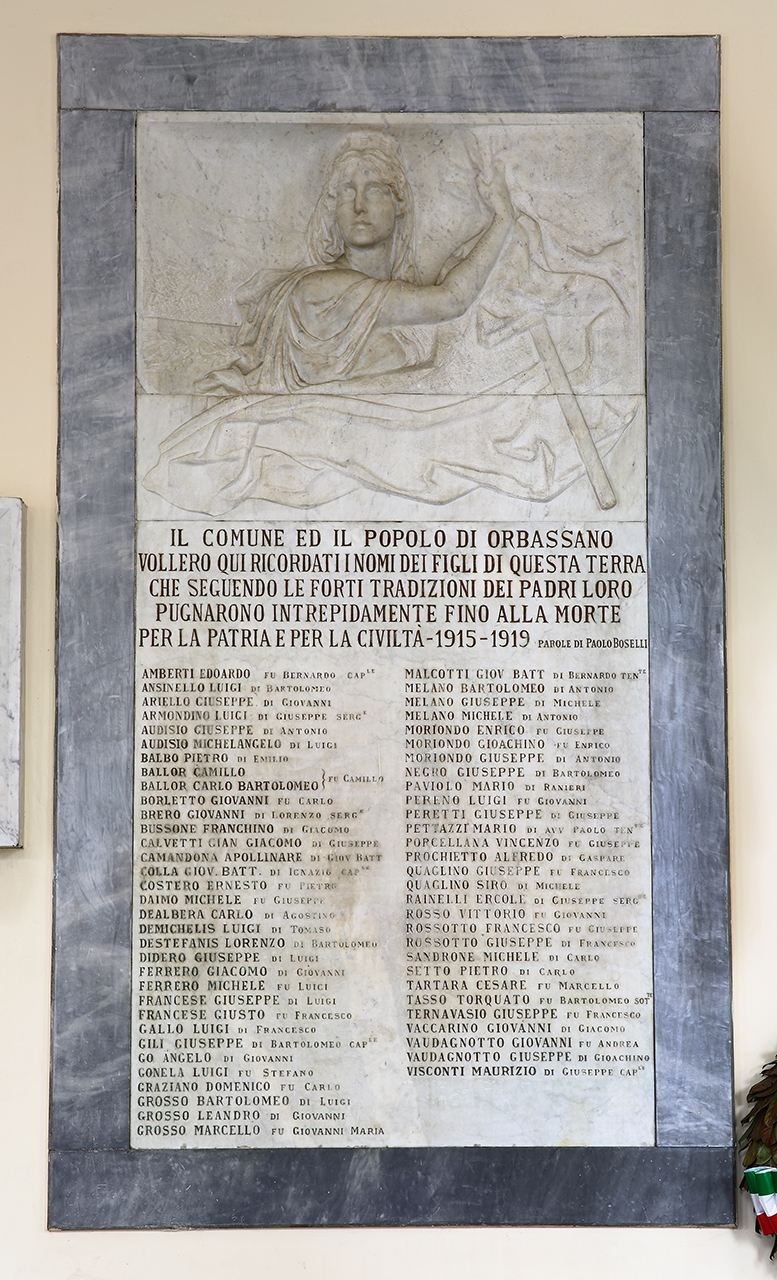 IL COMUNE ED IL POPOLO DI ORBASSANO
VOLLERO QUI RICORDATI I NOMI DEI FIGLI DI QUESTA TERRA
CHE SEGUENDO LE FORTI TRADIZIONI DEI PADRI LORO
PUGNARONO INTREPIDAMENTE FINO ALLA MORTE
PER LA PATRIA E PER LA CIVILTÀ - 1915 - 1919 PAROLE DI PAOLO BOSELLI
AMBERTI EDOARDO FU BERNARDO CAP.LE
ANSINELLO LUIGI DI BARTOLOMEO
ARIELLO GIUSEPPE DI GIOVANNI
ARMONDINO LUIGI DI GIUSEPPE SERG.E
AUDISIO GIUSEPPE DI ANTONIO
AUDISIO MICHELANGELO DI LUIGI
BALBO PIETRO DI EMILIO
BALLOR CAMILLO
BALLOR CARLO BARTOLOMEO } FU CAMILLO
BORLETTO GIOVANNI FU CARLO
BRERO GIOVANNI DI LORENZO SERG.E
BUSSONE FRANCHINO DI GIACOMO
CALVETTI GIAN GIACOMO DI GIUSEPPE
CAMANDONA APOLLINARE DI GIOV BATT
COLLA GIOV. BATT. DI IGNAZIO CAP.LE
COSTERO ERNESTO FU PIETRO
DAIMO MICHELE FU GIUSEPPE
DEALBERA CARLO DI AGOSTINO
DEMICHELIS LUIGI DI TOMASO
DESTEFANIS LORENZO DI BARTOLOMEO
DIDERO GIUSEPPE DI LUIGI
FERRERO GIACOMO DI GIOVANNI
FERRERO MICHELE FU LUIGI
FRANCESE GIUSEPPE DI LUIGI
FRANCESE GIUSTO FU FRANCESCO
GALLO LUIGI DI FRANCESCO
GILI GIUSEPPE DI BARTOLOMEO CAP.LE
GO ANGELO DI GIOVANNI
GONELA LUIGI FU STEFANO
GRAZIANO DOMENICO FU CARLO
GROSSO BARTOLOMEO DI LUIGI
GROSSO LEANDRO DI GIOVANNI
GROSSO MARCELLO FU GIOVANNI MARIA
MALCOTTI GIOV BATT DI BERNARDO TEN.TE
MELANO BARTOLOMEO DI ANTONIO
MELANO GIUSEPPE DI MICHELE
MELANO MICHELE DI ANTONIO
MORIONDO ENRICO FU GIUSEPPE
MORIONDO GIOACHINO FU ENRICO
MORIONDO GIUSEPPE DI ANTONIO
NEGRO GIUSEPPE DI BARTOLOMEO
PAVIOLO MARIO DI RANIERI
PERENO LUIGI FU GIOVANNI
PERETTI GIUSEPPE DI GIUSEPPE
PETTAZZI MARIO DI AVV PAOLO TEN.TE
PORCELLANA VINCENZO FU GIUSEPPE
PROCHIETTO ALFREDO DI GASPARE
QUAGLINO GIUSEPPE FU FRANCESCO
QUAGLINO SIRO DI MICHELE
RAINELLI ERCOLE DI GIUSEPPE SERG.E
ROSSO VITTORIO FU GIOVANNI
ROSSOTTO FRANCESCO FU GIUSEPPE
ROSSOTTO GIUSEPPE DI FRANCESCO
SANDRONE MICHELE DI CARLO
SETTO PIETRO DI CARLO
TARTARA CESARE FU MARCELLO
TASSO TORQUATO FU BARTOLOMEO SOT.TE
TERNAVASIO GIUSEPPE FU FRANCESCO
VACCARINO GIOVANNI DI GIACOMO
VAUDAGNOTTO GIOVANNI FU ANDREA
VAUDAGNOTTO GIUSEPPE DI GIOACHINO
VISCONTI MAURIZIO DI GIUSEPPE CAP.LE